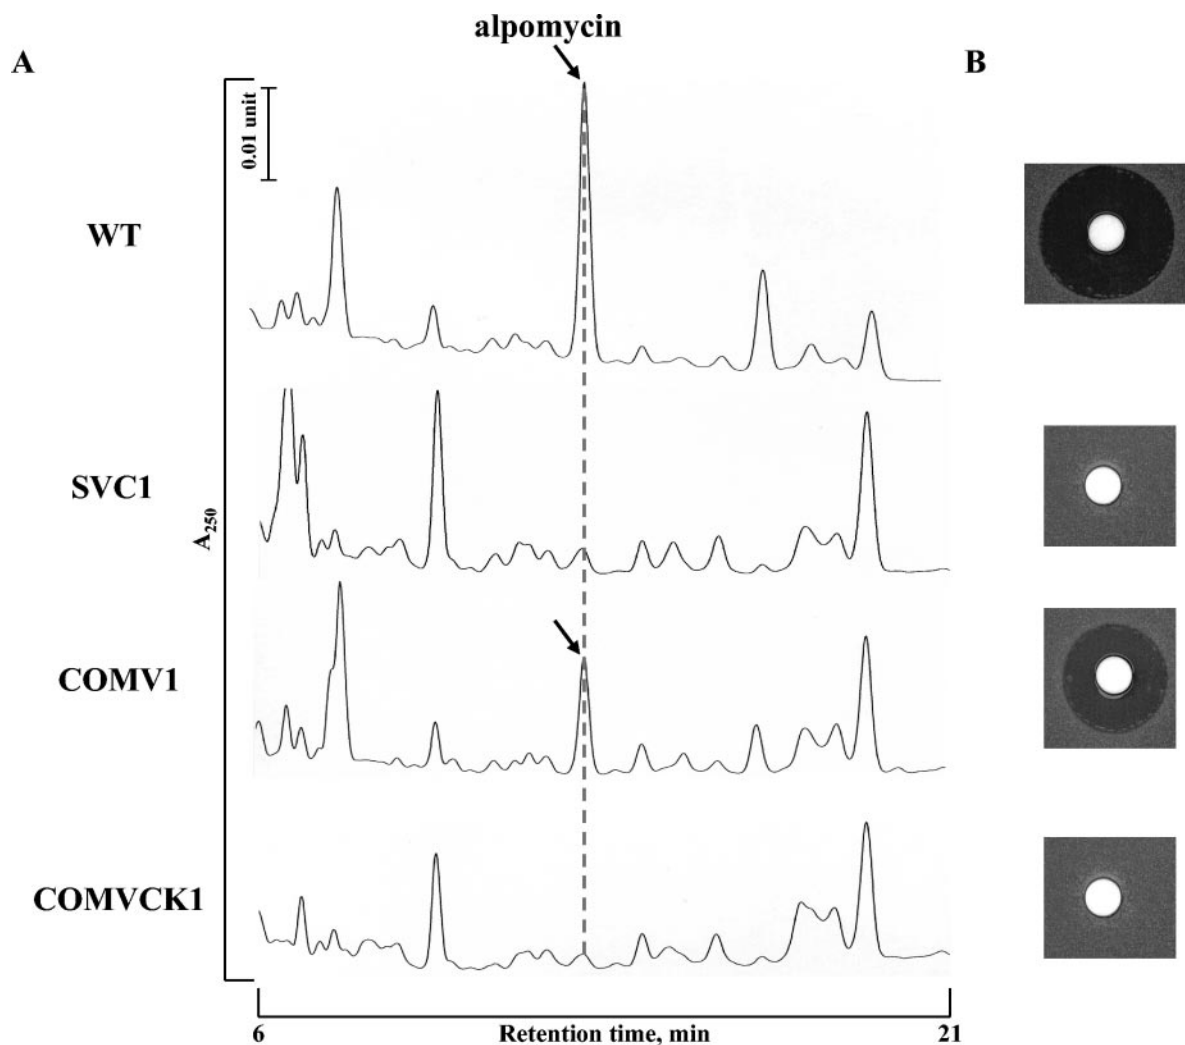 alpomycin
A
B
0.01 unit
WT
SVC1
A250
COMV1
COMVCK1
6
Retention time, min
21